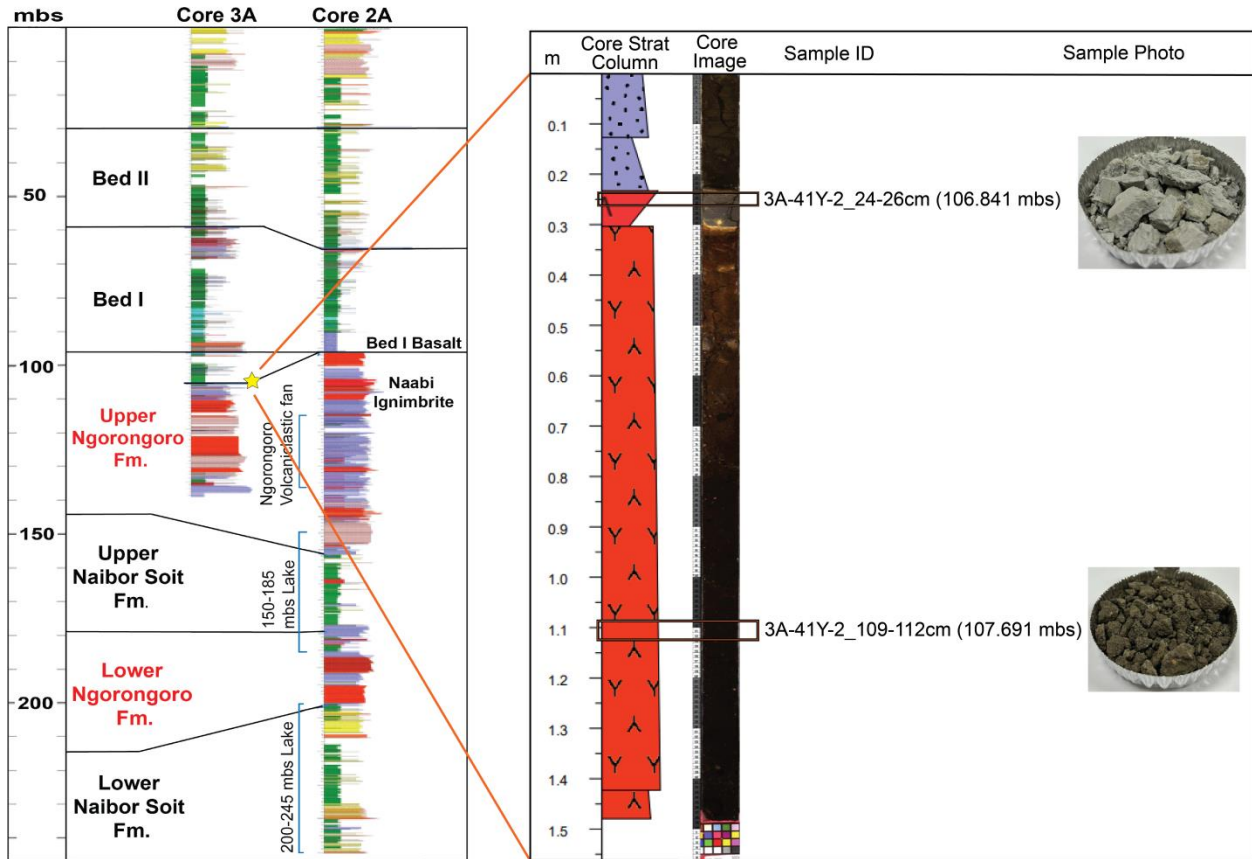 mbs
Core 3A
Core 2A
50
100
150
200
Bed II
Bed I
Bed I Basalt
Naabi
Ignimbrite
Upper
Ngorongoro
Fm.
Ngorongoro
Volcaniclastic fan
Upper
Naibor Soit
Fm.
150-185
mbs Lake
Lower
Ngorongoro
Fm.
Lower
Naibor Soit
Fm.
200-245 mbs Lake
m
Core Strat
Column
Core
Image
Sample ID
Sample Photo
0.1
0.2
0.3
0.4
0.5
0.6
0.7
0.8
0.9
1.0
1.1
1.2
1.3
1.4
1.5
3A-41Y-2_24-26cm (106.841 mbs)
3A-41Y-2_109-112cm (107.691 mbs)